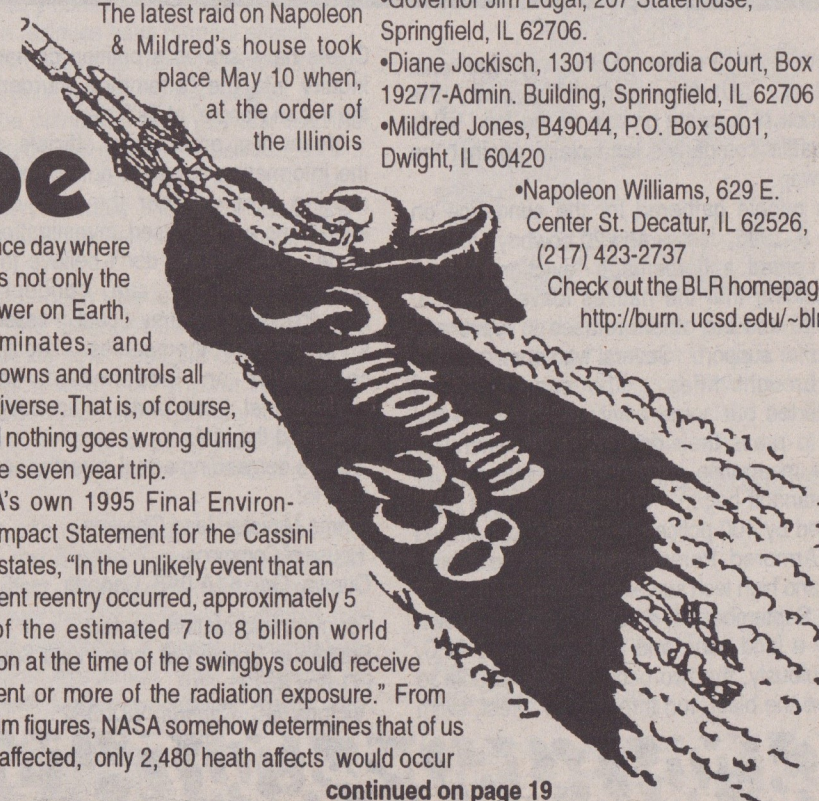 The latest raid on Napoleon
& Mildred's house took
place May 10 when,
at the order of
the Illinois
•Governor Jim Edgar, 207 Statehouse,
Springfield, IL 62706.
•Diane Jockisch, 1301 Concordia Court, Box
19277-Admin. Building, Springfield, IL 62706
•Mildred Jones, B49044, P.O. Box 5001,
Dwight, IL 60420
•Napoleon Williams, 629 E.
Center St. Decatur, IL 62526,
(217) 423-2737
Check out the BLR homepag
http://burn. ucsd.edu/~blr
pe
nce day where
s not only the
wer on Earth,
minates, and
owns and controls all
iverse. That is, of course,
nothing goes wrong during
e seven year trip.
A's own 1995 Final Environ-
mpact Statement for the Cassini
states, "In the unlikely event that an
ent reentry occurred, approximately 5
of the estimated 7 to 8 billion world
on at the time of the swingbys could receive
ent or more of the radiation exposure." From
m figures, NASA somehow determines that of us
affected, only 2,480 heath affects would occur
continued on page 19
Plutonium
238